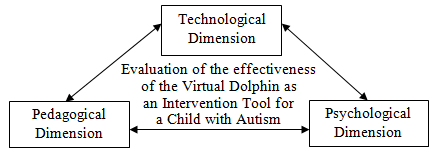 Technological
Dimension
Evaluation of the effectiveness
of the Virtual Dolphin as
an Intervention Tool for
a Child with Autism
Pedagogical
Dimension
Psychological
Dimension